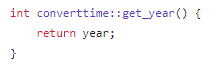 int converttime::get_year() {
    return year;
}